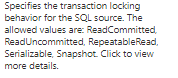 Specifies the transaction locking
behavior for the SQL source. The
allowed values are: ReadCommitted,
ReadUncommitted, RepeatableRead,
Serializable, Snapshot. Click to view
more details.